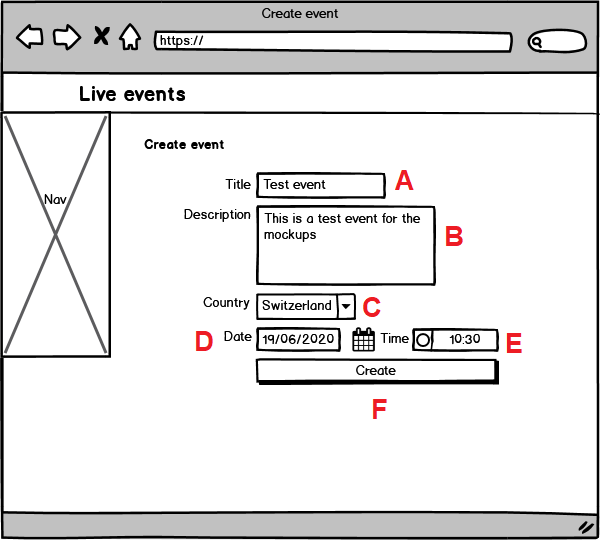 Create event
https://
Live events
Nav
Create event
Title Test event A
Description This is a test event for the
mockups B
Country Switzerland C
D Date 19/06/2020 Time 10:30 E
Create
F